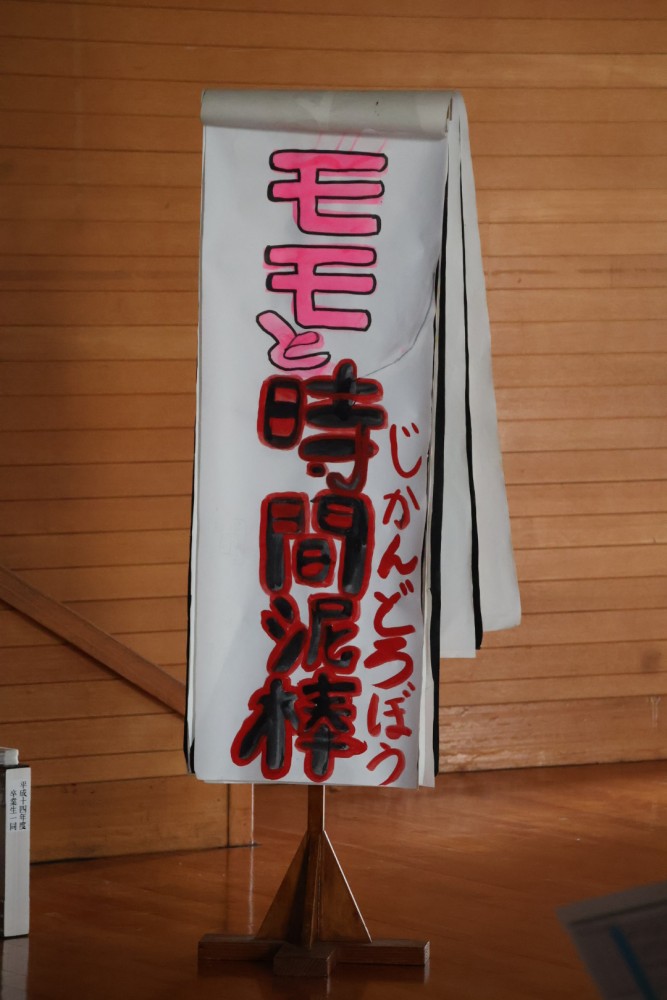 モモと時間泥棒
じかんどろぼう
平成十四年度
卒業生一同